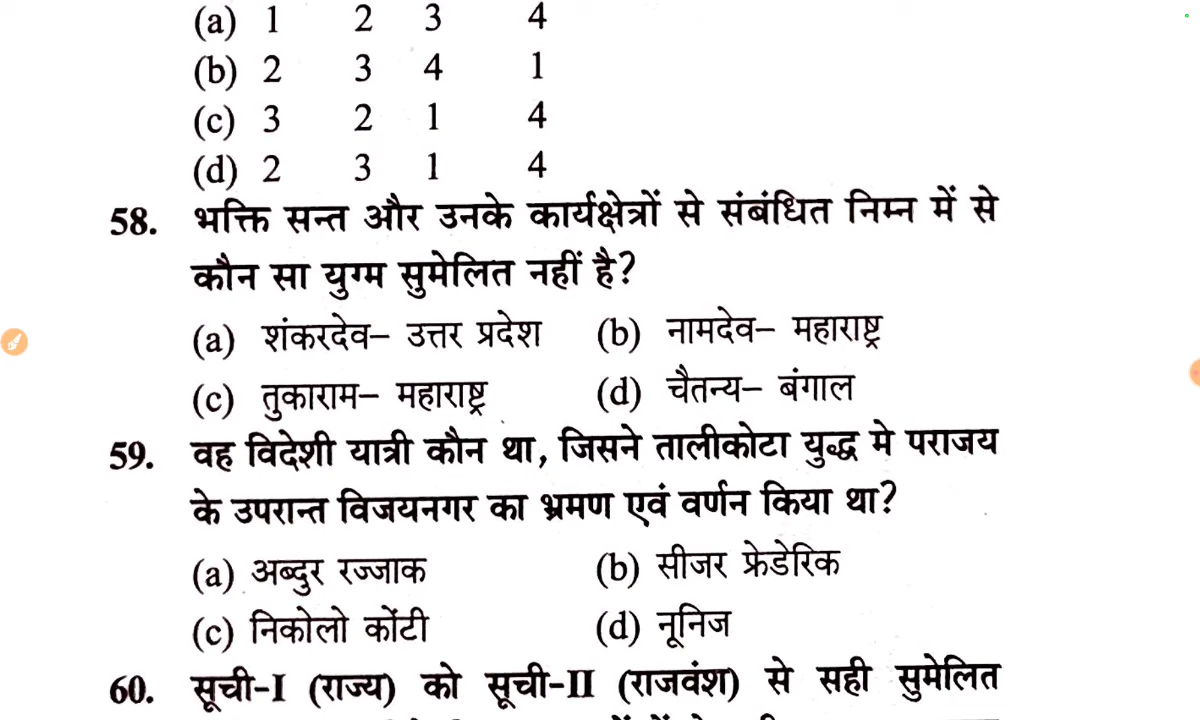 (a) 1 2 3 4
(b) 2 3 4 1
(c) 3 2 1 4
(d) 2 3 1 4
58. भक्ति सन्त और उनके कार्यक्षेत्रों से संबंधित निम्न में से
कौन सा युग्म सुमेलित नहीं है?
(a) शंकरदेव– उत्तर प्रदेश (b) नामदेव– महाराष्ट्र
(c) तुकाराम– महाराष्ट्र (d) चैतन्य– बंगाल
59. वह विदेशी यात्री कौन था, जिसने तालीकोटा युद्ध मे पराजय
के उपरान्त विजयनगर का भ्रमण एवं वर्णन किया था?
(a) अब्दुर रज्जाक (b) सीजर फ्रेडेरिक
(c) निकोलो कोंटी (d) नूनिज
60. सूची-I (राज्य) को सूची-II (राजवंश) से सही सुमेलित